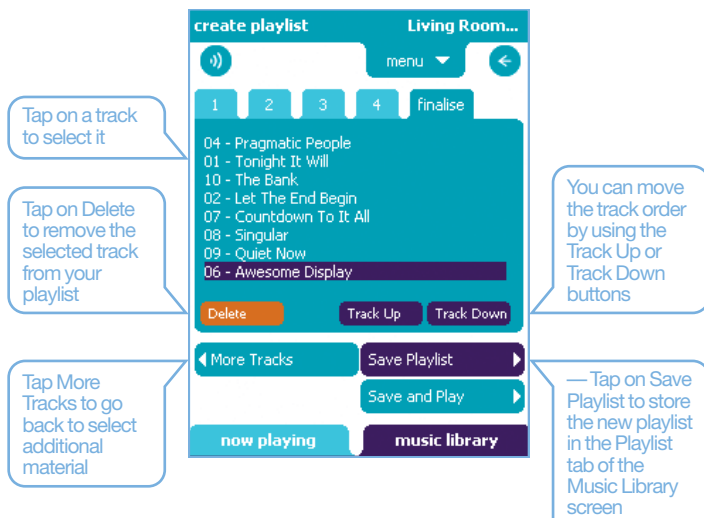 create playlist
Living Room...
menu
1
2
3
4
finalise
04 - Pragmatic People
01 - Tonight It Will
10 - The Bank
02 - Let The End Begin
07 - Countdown To It All
08 - Singular
09 - Quiet Now
06 - Awesome Display
Delete
Track Up
Track Down
More Tracks
Save Playlist
Save and Play
now playing
music library
Tap on a track
to select it
Tap on Delete
to remove the
selected track
from your
playlist
Tap More
Tracks to go
back to select
additional
material
You can move
the track order
by using the
Track Up or
Track Down
buttons
— Tap on Save
Playlist to store
the new playlist
in the Playlist
tab of the
Music Library
screen